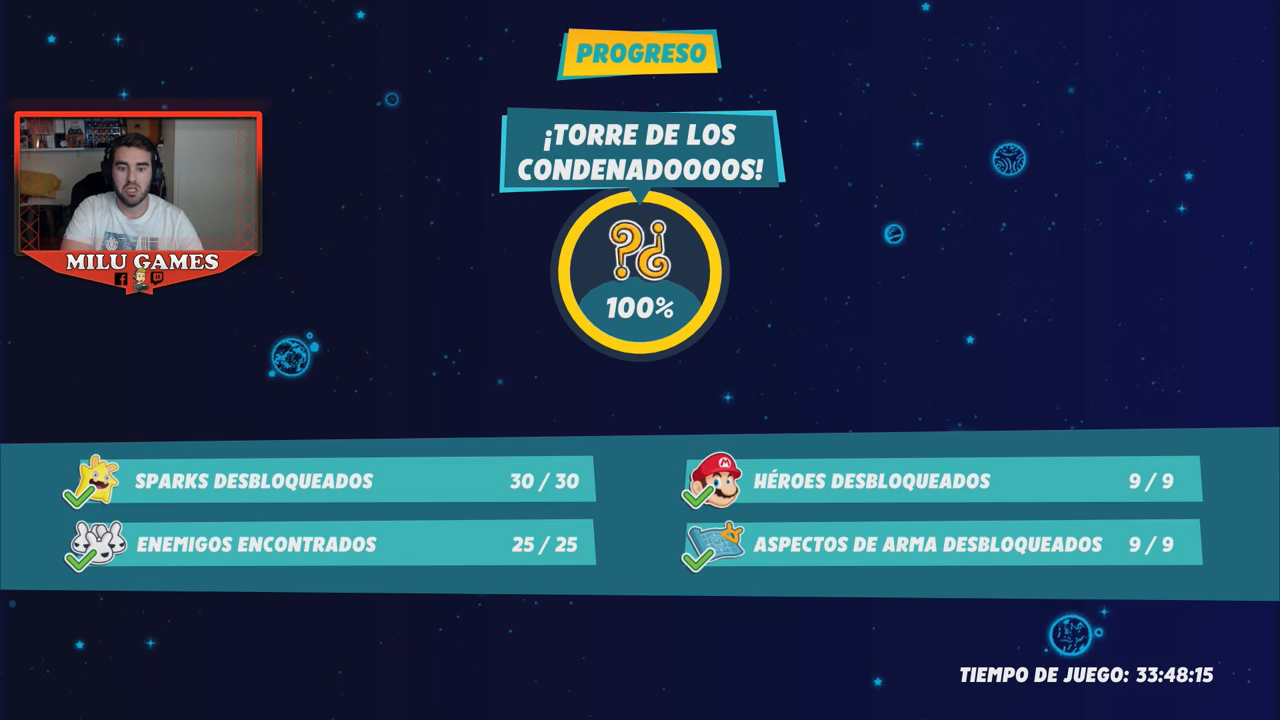 PROGRESO
¡TORRE DE LOS
CONDENADOOOOS!
100%
MILU GAMES
SPARKS DESBLOQUEADOS 30 / 30
HÉROES DESBLOQUEADOS 9 / 9
ENEMIGOS ENCONTRADOS 25 / 25
ASPECTOS DE ARMA DESBLOQUEADOS 9 / 9
TIEMPO DE JUEGO: 33:48:15